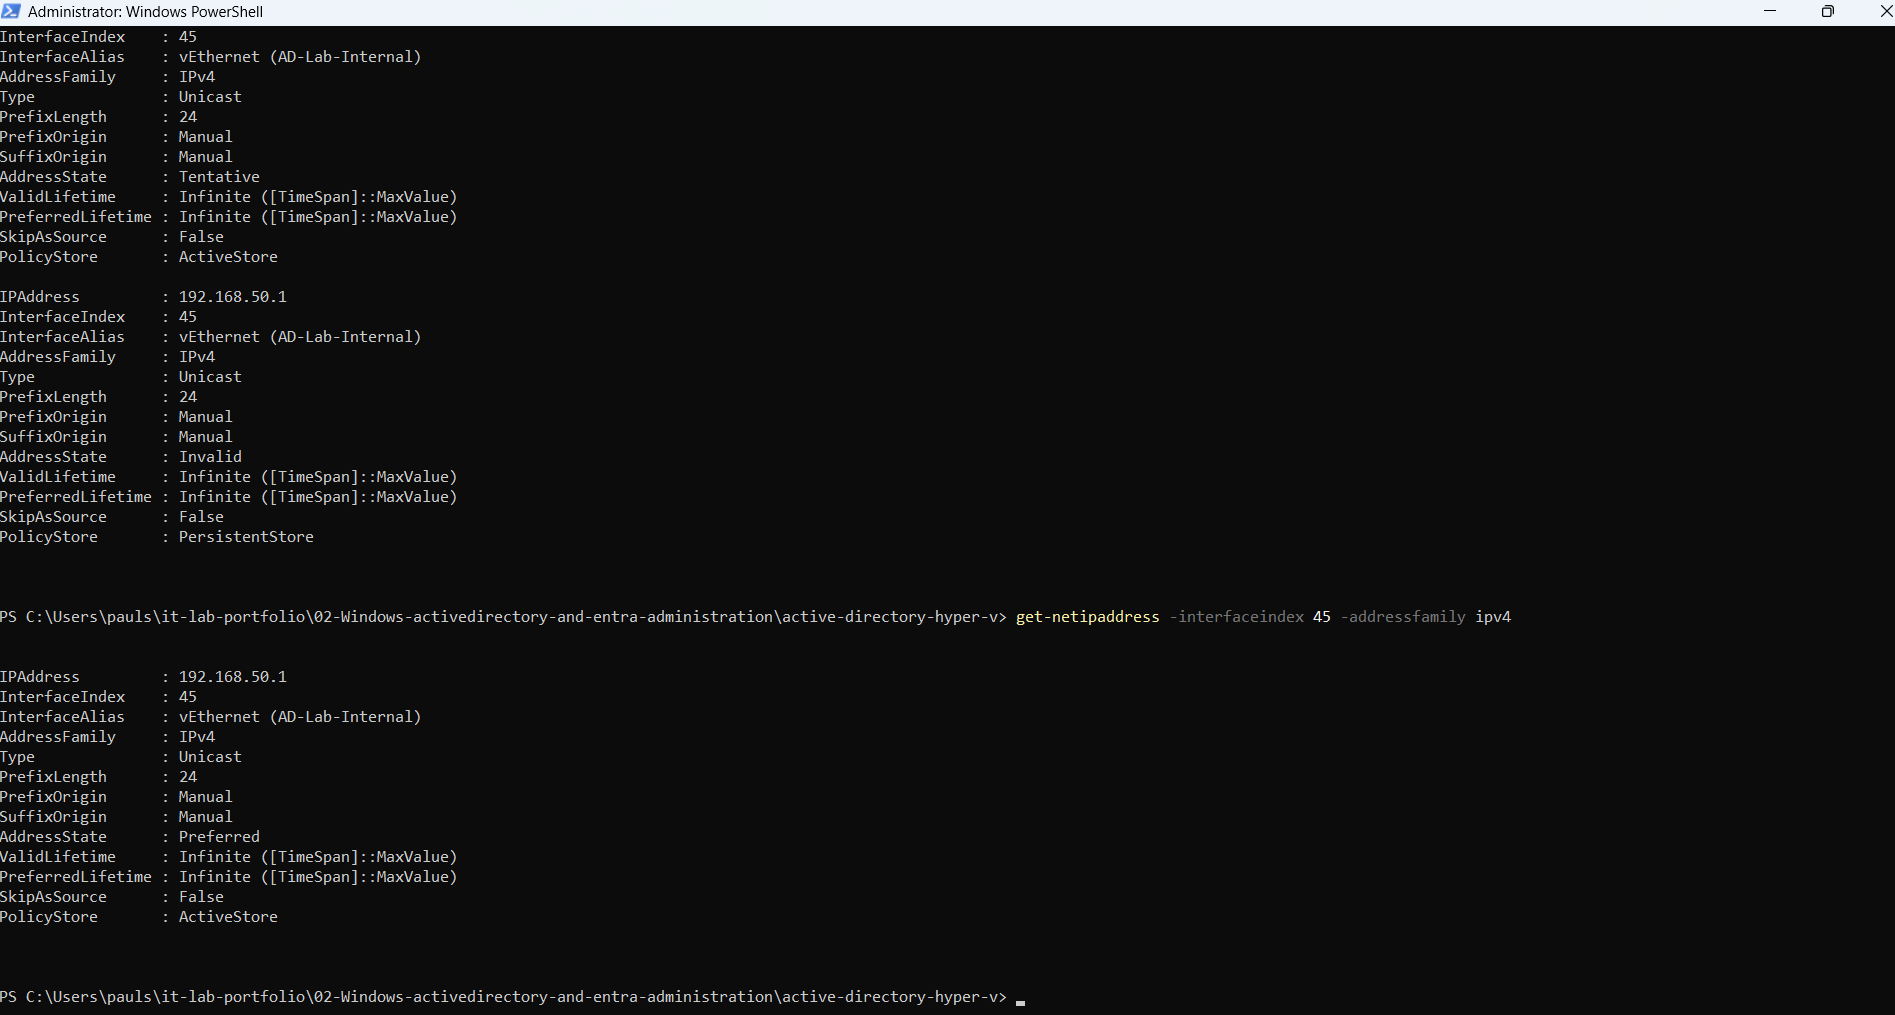 Administrator: Windows PowerShell
InterfaceIndex    : 45
InterfaceAlias    : vEthernet (AD-Lab-Internal)
AddressFamily     : IPv4
Type              : Unicast
PrefixLength      : 24
PrefixOrigin      : Manual
SuffixOrigin      : Manual
AddressState      : Tentative
ValidLifetime     : Infinite ([TimeSpan]::MaxValue)
PreferredLifetime : Infinite ([TimeSpan]::MaxValue)
SkipAsSource      : False
PolicyStore       : ActiveStore
IPAddress         : 192.168.50.1
InterfaceIndex    : 45
InterfaceAlias    : vEthernet (AD-Lab-Internal)
AddressFamily     : IPv4
Type              : Unicast
PrefixLength      : 24
PrefixOrigin      : Manual
SuffixOrigin      : Manual
AddressState      : Invalid
ValidLifetime     : Infinite ([TimeSpan]::MaxValue)
PreferredLifetime : Infinite ([TimeSpan]::MaxValue)
SkipAsSource      : False
PolicyStore       : PersistentStore
PS C:\Users\pauls\it-lab-portfolio\02-Windows-activedirectory-and-entra-administration\active-directory-hyper-v> get-netipaddress -interfaceindex 45 -addressfamily ipv4
IPAddress         : 192.168.50.1
InterfaceIndex    : 45
InterfaceAlias    : vEthernet (AD-Lab-Internal)
AddressFamily     : IPv4
Type              : Unicast
PrefixLength      : 24
PrefixOrigin      : Manual
SuffixOrigin      : Manual
AddressState      : Preferred
ValidLifetime     : Infinite ([TimeSpan]::MaxValue)
PreferredLifetime : Infinite ([TimeSpan]::MaxValue)
SkipAsSource      : False
PolicyStore       : ActiveStore
PS C:\Users\pauls\it-lab-portfolio\02-Windows-activedirectory-and-entra-administration\active-directory-hyper-v>